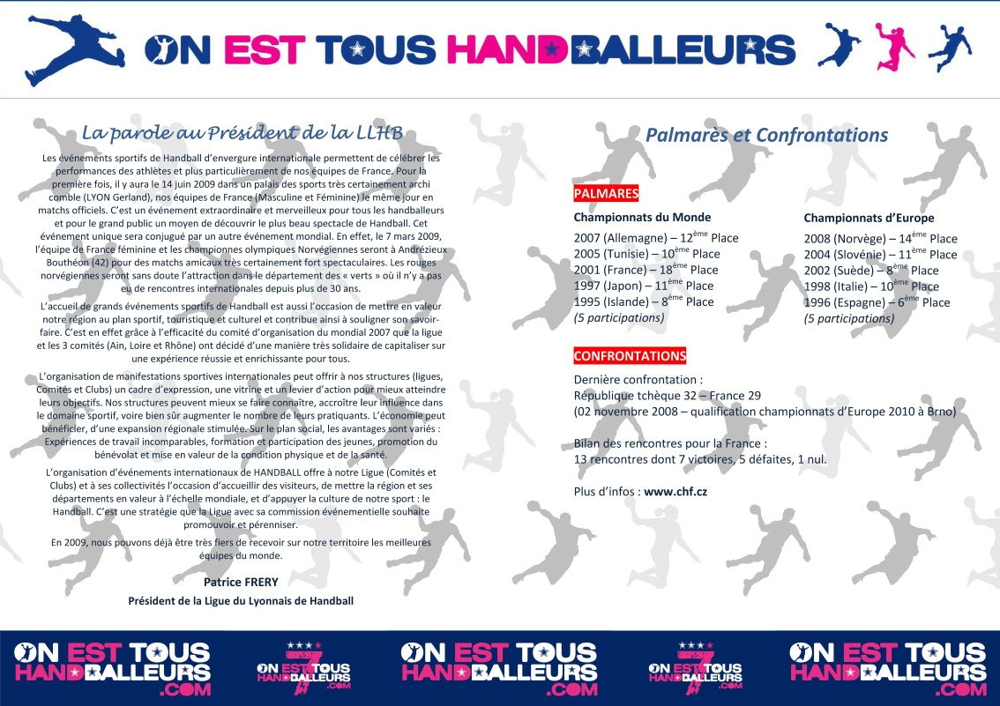 ON EST TOUS HANDBALLEURS
La parole au Président de la LLHB
Les événements sportifs de Handball d'envergure internationale permettent de célébrer les
performances des athlètes et plus particulièrement de nos équipes de France. Pour la
première fois, il y aura le 14 juin 2009 dans un palais des sports très certainement archi
comble (LYON Gerland), nos équipes de France (Masculine et Féminine) le même jour en
matchs officiels. C'est un événement extraordinaire et merveilleux pour tous les handballeurs
et pour le grand public un moyen de découvrir le plus beau spectacle de Handball. Cet
événement unique sera conjugué par un autre événement mondial. En effet, le 7 mars 2009,
l'équipe de France féminine et les championnes olympiques Norvégiennes seront à Andrézieux
Bouthéon (42) pour des matchs amicaux très certainement fort spectaculaires. Les rouges
norvégiennes seront sans doute l'attraction dans le département des « verts » où il n'y a pas
eu de rencontres internationales depuis plus de 30 ans.
L'accueil de grands événements sportifs de Handball est aussi l'occasion de mettre en valeur
notre région au plan sportif, touristique et culturel et contribue ainsi à souligner son savoir-
faire. C'est en effet grâce à l'efficacité du comité d'organisation du mondial 2007 que la ligue
et les 3 comités (Ain, Loire et Rhône) ont décidé d'une manière très solidaire de capitaliser sur
une expérience réussie et enrichissante pour tous.
L'organisation de manifestations sportives internationales peut offrir à nos structures (ligues,
Comités et Clubs) un cadre d'expression, une vitrine et un levier d'action pour mieux atteindre
leurs objectifs. Nos structures peuvent mieux se faire connaître, accroître leur influence dans
le domaine sportif, voire bien sûr augmenter le nombre de leurs pratiquants. L'économie peut
bénéficier, d'une expansion régionale stimulée. Sur le plan social, les avantages sont variés :
Expériences de travail incomparables, formation et participation des jeunes, promotion du
bénévolat et mise en valeur de la condition physique et de la santé.
L'organisation d'événements internationaux de HANDBALL offre à notre Ligue (Comités et
Clubs) et à ses collectivités l'occasion d'accueillir des visiteurs, de mettre la région et ses
départements en valeur à l'échelle mondiale, et d'appuyer la culture de notre sport : le
Handball. C'est une stratégie que la Ligue avec sa commission événementielle souhaite
promouvoir et pérenniser.
En 2009, nous pouvons déjà être très fiers de recevoir sur notre territoire les meilleures
équipes du monde.
Patrice FRERY
Président de la Ligue du Lyonnais de Handball
Palmarès et Confrontations
PALMARES
Championnats du Monde
2007 (Allemagne) – 12ème Place
2005 (Tunisie) – 10ème Place
2001 (France) – 18ème Place
1997 (Japon) – 11ème Place
1995 (Islande) – 8ème Place
(5 participations)
Championnats d'Europe
2008 (Norvège) – 14ème Place
2004 (Slovénie) – 11ème Place
2002 (Suède) – 8ème Place
1998 (Italie) – 10ème Place
1996 (Espagne) – 6ème Place
(5 participations)
CONFRONTATIONS
Dernière confrontation :
République tchèque 32 – France 29
(02 novembre 2008 – qualification championnats d'Europe 2010 à Brno)
Bilan des rencontres pour la France :
13 rencontres dont 7 victoires, 5 défaites, 1 nul.
Plus d'infos : www.chf.cz
ON EST TOUS
HANDBALLEURS
.COM
7
ON EST TOUS
HANDBALLEURS
.COM
ON EST TOUS
HANDBALLEURS
.COM
7
ON EST TOUS
HANDBALLEURS
.COM
ON EST TOUS
HANDBALLEURS
.COM